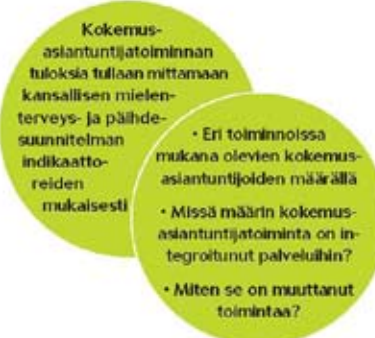 Kokemus-
asiantuntijatoiminnan
tuloksia tullaan mittamaan
kansallisen mielen-
terveys- ja päihde-
suunnitelman
indikaatto-
reiden
mukaisesti
• Eri toiminnoissa
mukana olevien kokemus-
asiantuntijoiden määrällä
• Missä määrin kokemus-
asiantuntijatoiminta on in-
tegroitunut palveluihin?
• Miten se on muuttanut
toimintaa?